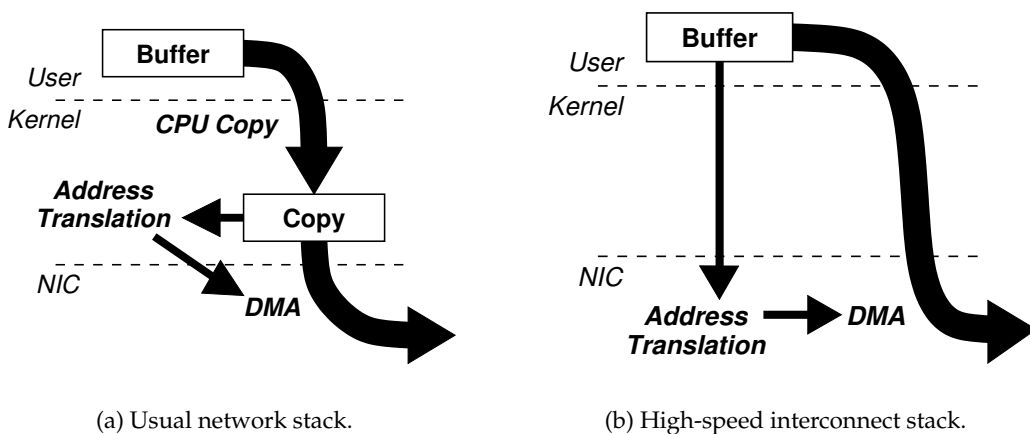 Buffer
User
Kernel
CPU Copy
Address
Translation
Copy
NIC
DMA
(a) Usual network stack.
Buffer
User
Kernel
NIC
Address
Translation
DMA
(b) High-speed interconnect stack.